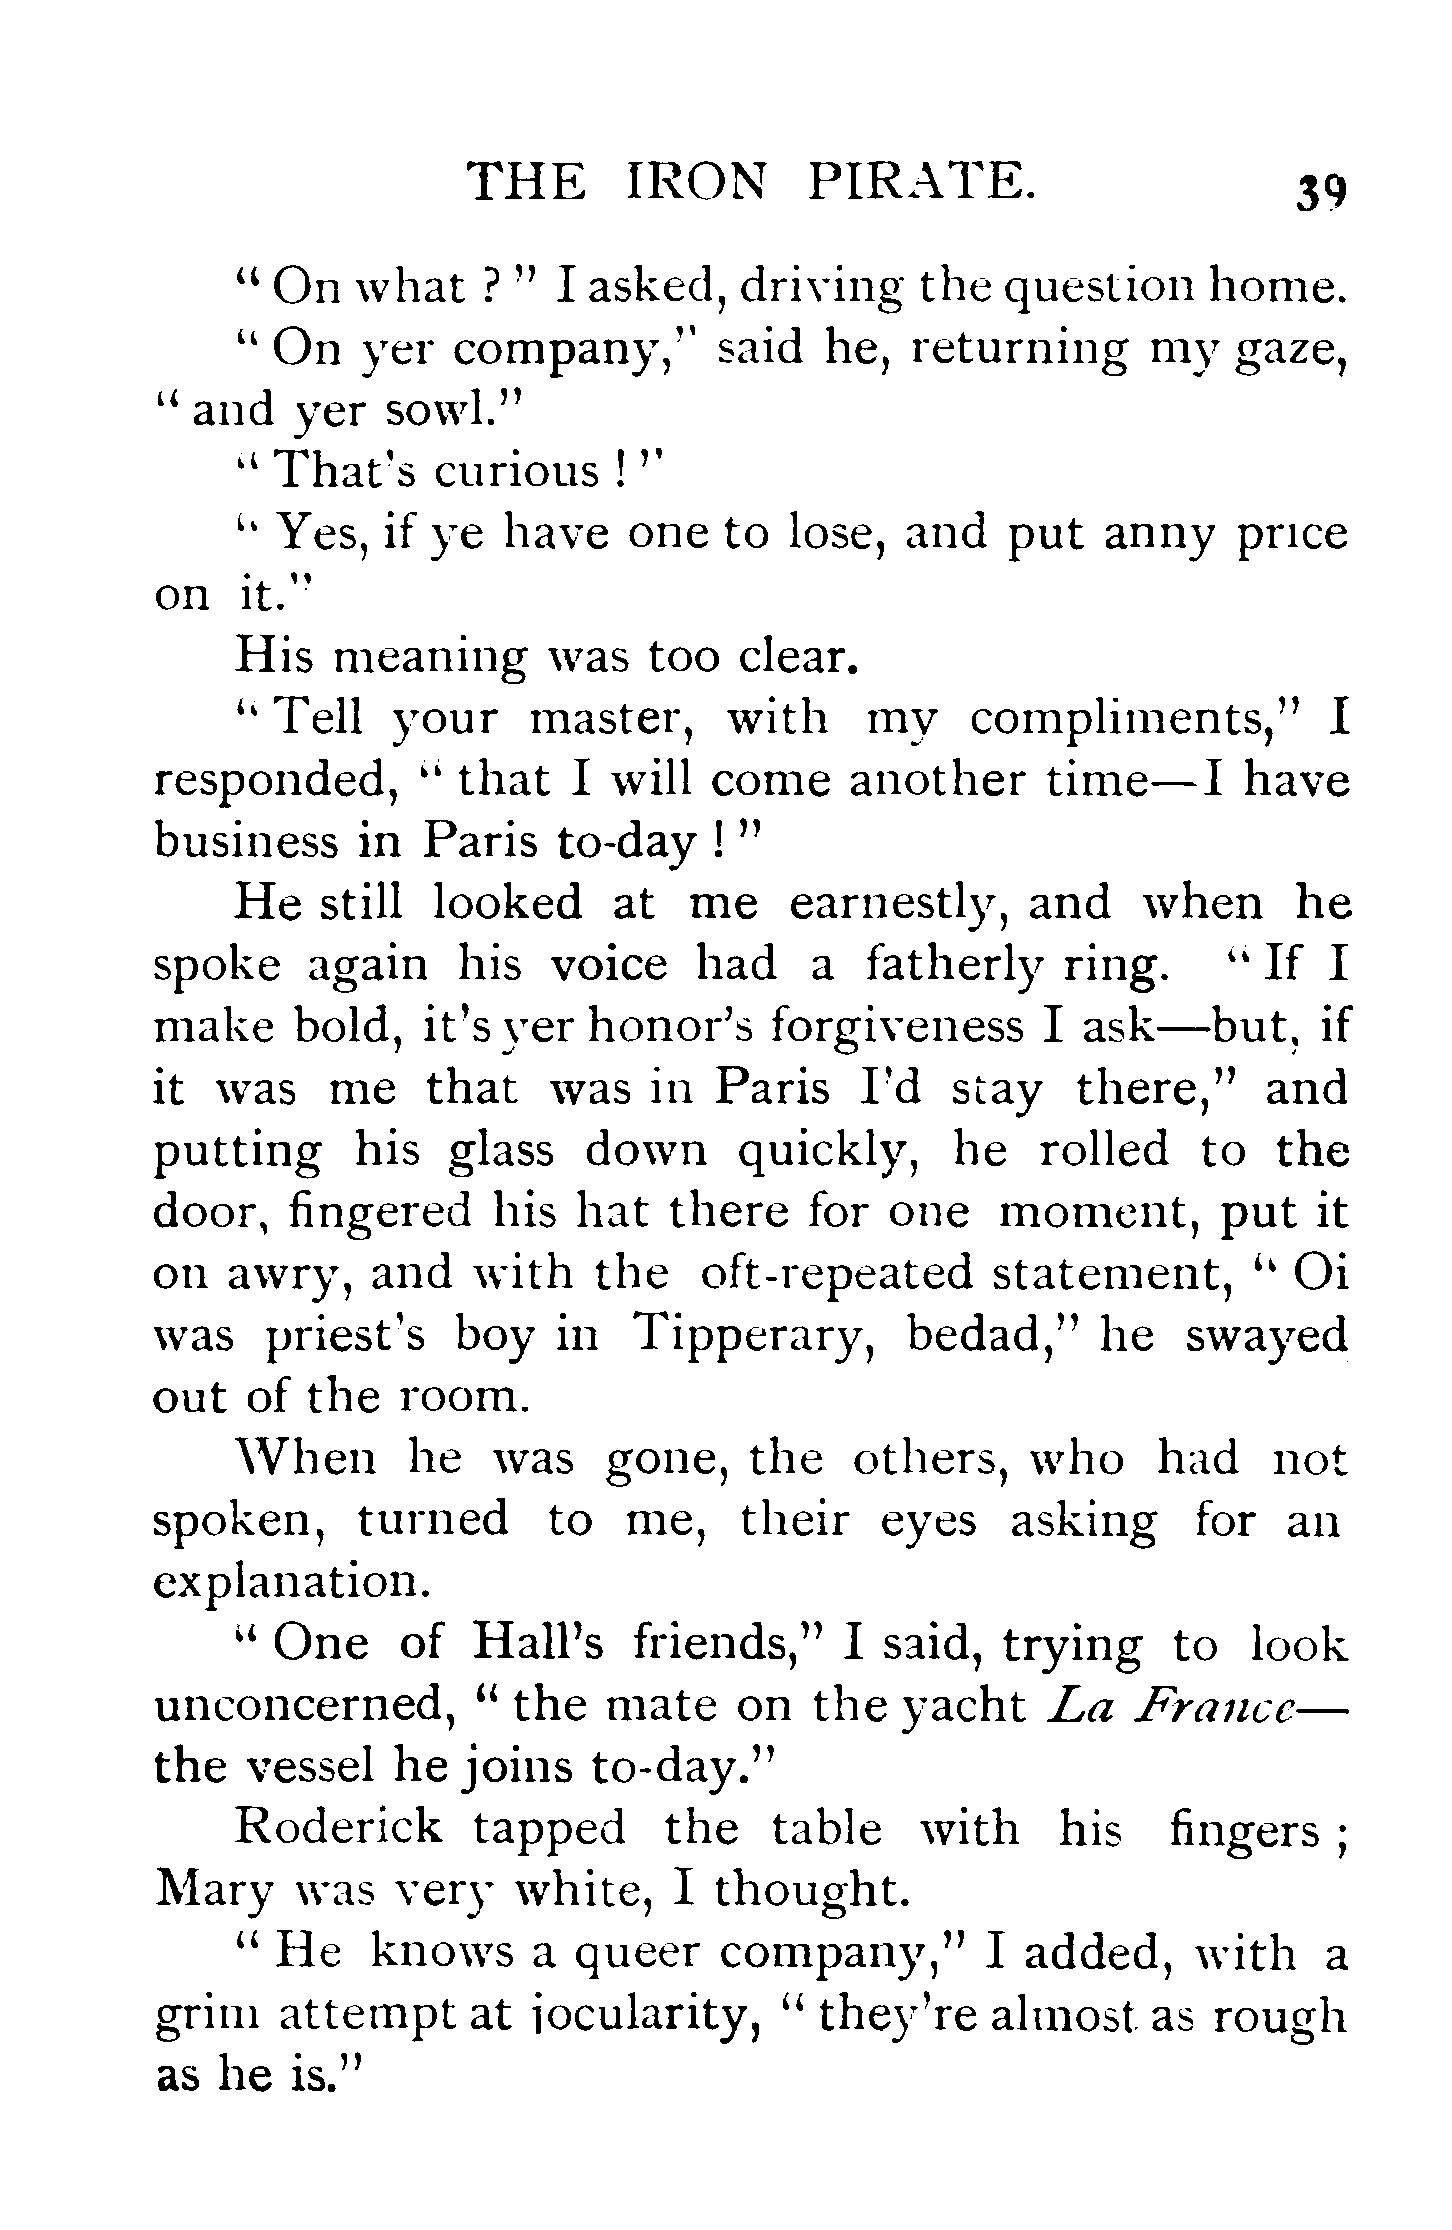 THE IRON PIRATE. 39
“ On what ? ” I asked, driving the question home.
“ On yer company,” said he, returning my gaze,
“ and yer sowl.”
“ That's curious ! ”
“ Yes, if ye have one to lose, and put anny price
on it.”
His meaning was too clear.
“ Tell your master, with my compliments,” I
responded, “ that I will come another time—I have
business in Paris to-day ! ”
He still looked at me earnestly, and when he
spoke again his voice had a fatherly ring. “ If I
make bold, it's yer honor's forgiveness I ask—but, if
it was me that was in Paris I'd stay there,” and
putting his glass down quickly, he rolled to the
door, fingered his hat there for one moment, put it
on awry, and with the oft-repeated statement, “ Oi
was priest's boy in Tipperary, bedad,” he swayed
out of the room.
When he was gone, the others, who had not
spoken, turned to me, their eyes asking for an
explanation.
“ One of Hall's friends,” I said, trying to look
unconcerned, “ the mate on the yacht La France—
the vessel he joins to-day.”
Roderick tapped the table with his fingers ;
Mary was very white, I thought.
“ He knows a queer company,” I added, with a
grim attempt at jocularity, “ they're almost as rough
as he is.”